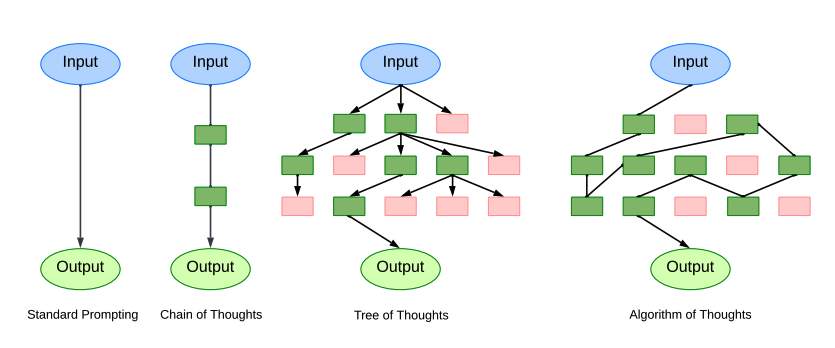 Input
Input
Input
Input
Output
Output
Output
Output
Standard Prompting
Chain of Thoughts
Tree of Thoughts
Algorithm of Thoughts